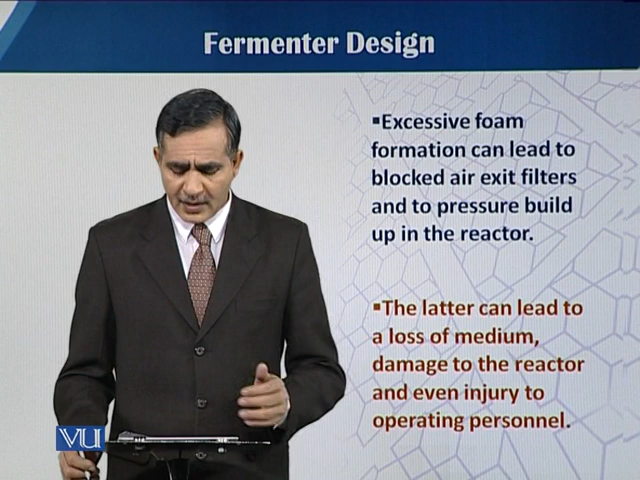 Fermenter Design
▪Excessive foam
formation can lead to
blocked air exit filters
and to pressure build
up in the reactor.
▪The latter can lead to
a loss of medium,
damage to the reactor
and even injury to
operating personnel.
VU